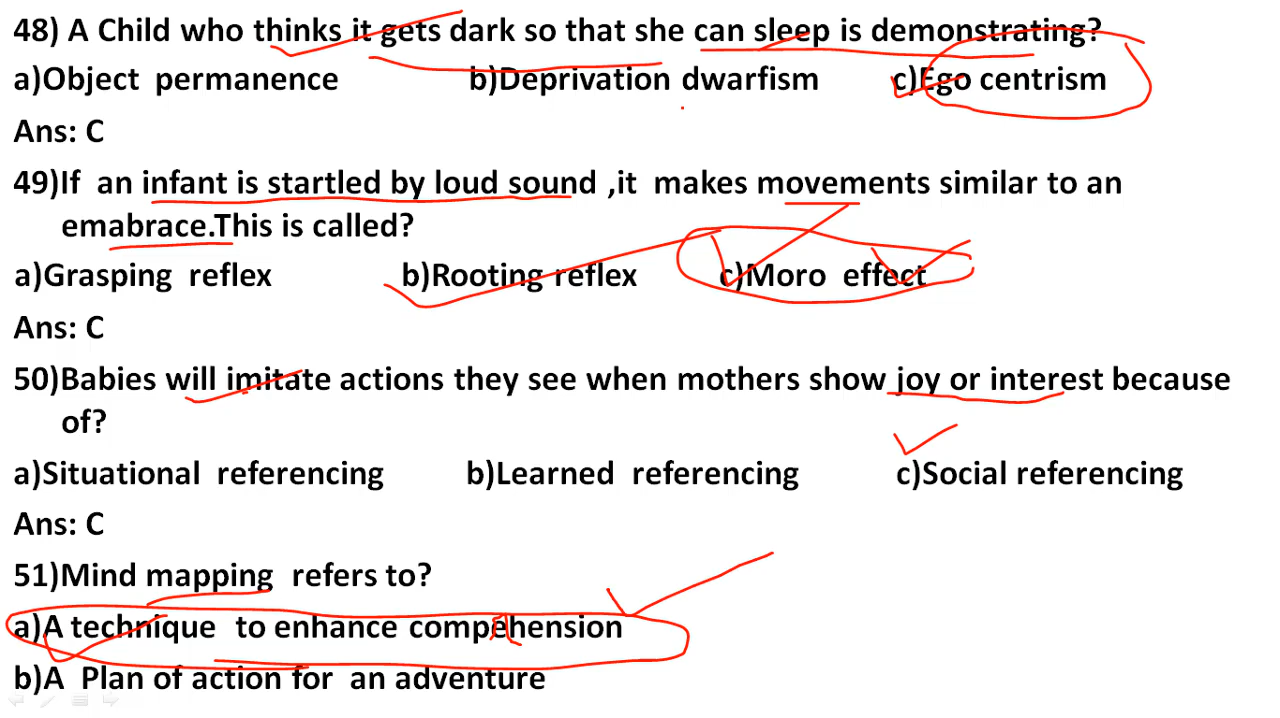 48) A Child who thinks it gets dark so that she can sleep is demonstrating?
a)Object permanence b)Deprivation dwarfism c)Ego centrism
Ans: C
49)If an infant is startled by loud sound ,it makes movements similar to an
emabrace.This is called?
a)Grasping reflex b)Rooting reflex c)Moro effect
Ans: C
50)Babies will imitate actions they see when mothers show joy or interest because
of?
a)Situational referencing b)Learned referencing c)Social referencing
Ans: C
51)Mind mapping refers to?
a)A technique to enhance compehension
b)A Plan of action for an adventure